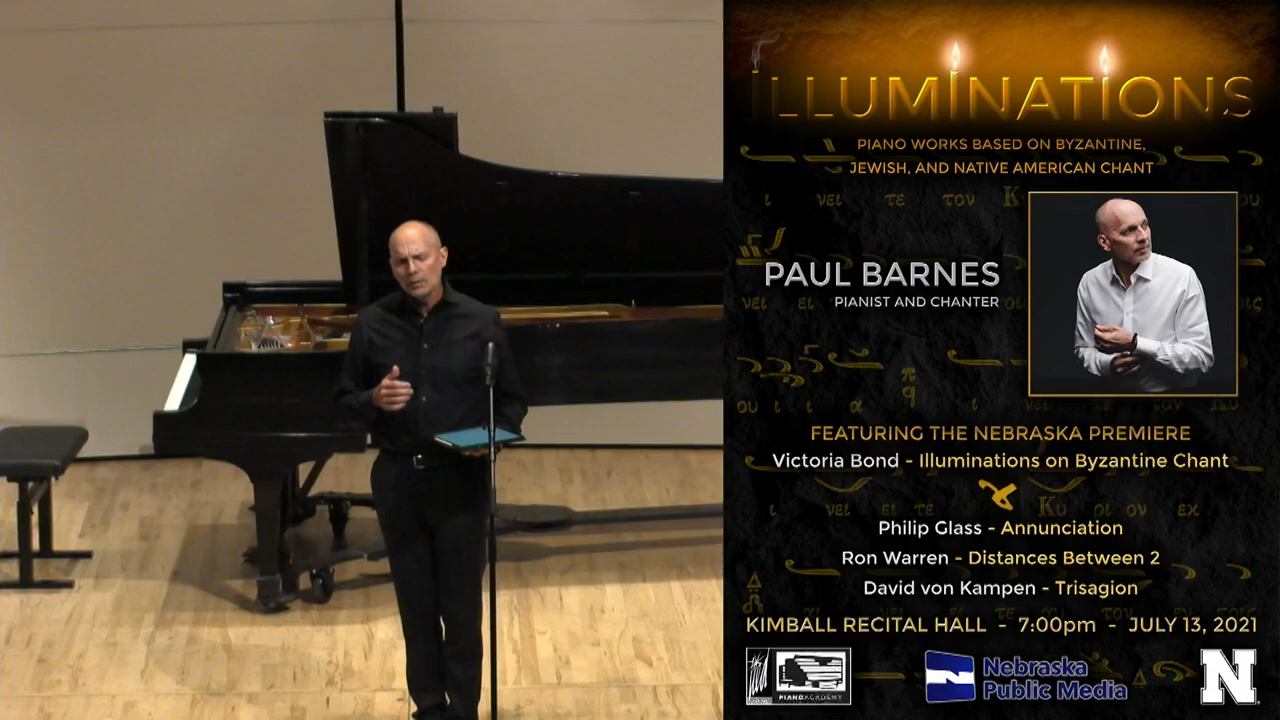 ILLUMINATIONS
PIANO WORKS BASED ON BYZANTINE,
JEWISH, AND NATIVE AMERICAN CHANT
PAUL BARNES
PIANIST AND CHANTER
FEATURING THE NEBRASKA PREMIERE
Victoria Bond - Illuminations on Byzantine Chant
Philip Glass - Annunciation
Ron Warren - Distances Between 2
David von Kampen - Trisagion
KIMBALL RECITAL HALL - 7:00pm - JULY 13, 2021
PIANO ACADEMY
Nebraska
Public Media
N